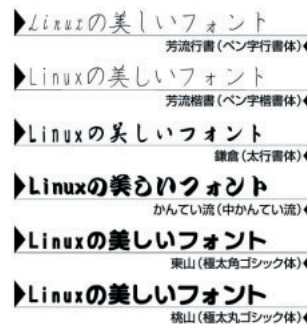 Linuxの美しいフォント
芳流行書(ペン字行書体)
Linuxの美しいフォント
芳流楷書(ペン字楷書体)
Linuxの美しいフォント
鎌倉(太行書体)
Linuxの美しいフォント
かんてい流(中かんてい流)
Linuxの美しいフォント
東山(極太角ゴシック体)
Linuxの美しいフォント
桃山(極太丸ゴシック体)